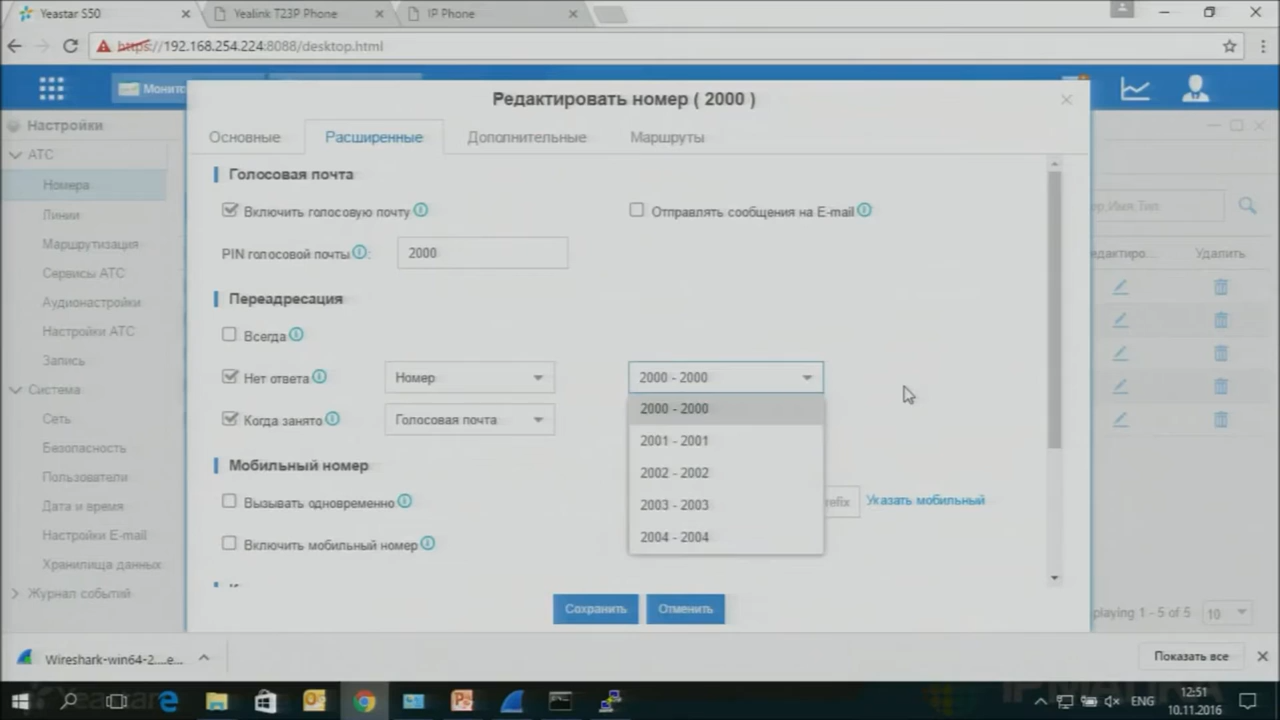 Yeastar S50
Yealink T23P Phone
IP Phone
https://192.168.254.224:8088/desktop.html
Редактировать номер ( 2000 )
Настройки
Основные
Расширенные
Дополнительные
Маршруты
АТС
Номера
Линии
Маршрутизация
Сервисы АТС
Аудионастройки
Настройки АТС
Запись
Система
Сеть
Безопасность
Пользователи
Дата и время
Настройки E-mail
Хранилища данных
Журнал событий
Голосовая почта
Включить голосовую почту
Отправлять сообщения на E-mail
PIN голосовой почты :
2000
Переадресация
Всегда
Нет ответа
Номер
2000 - 2000
Когда занято
Голосовая почта
2000 - 2000
2001 - 2001
2002 - 2002
2003 - 2003
2004 - 2004
Мобильный номер
Вызывать одновременно
Указать мобильный
Включить мобильный номер
Сохранить
Отменить
Имя,Тип
Удалить
1 - 5 of 5
10
Wireshark-win64-2....e...
Показать все
ENG
12:51
10.11.2016